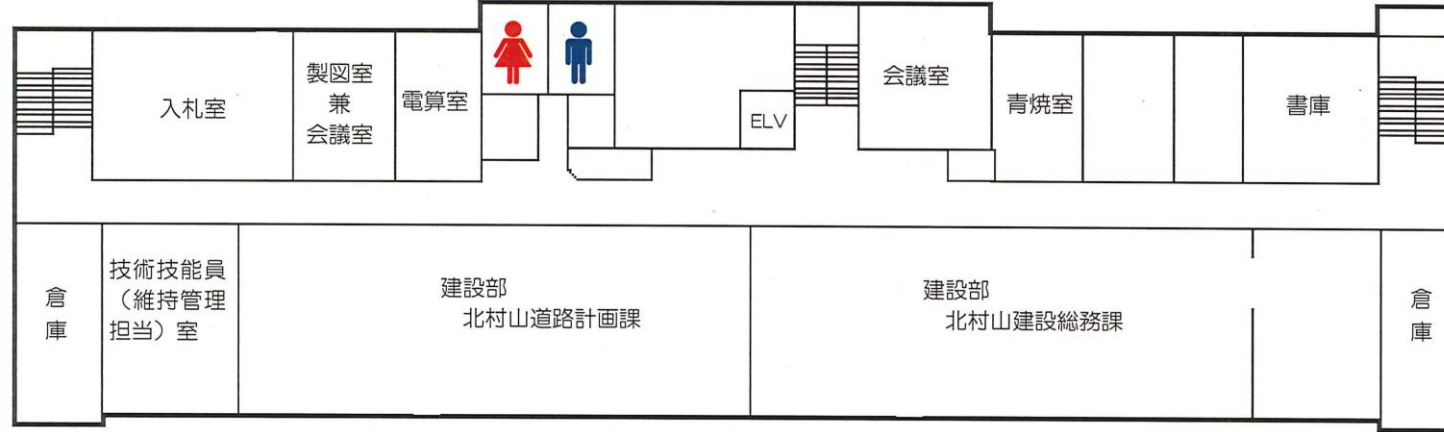 入札室
製図室
兼
会議室
電算室
ELV
会議室
青焼室
書庫
倉
庫
技術技能員
（維持管理
担当）室
建設部
北村山道路計画課
建設部
北村山建設総務課
倉
庫